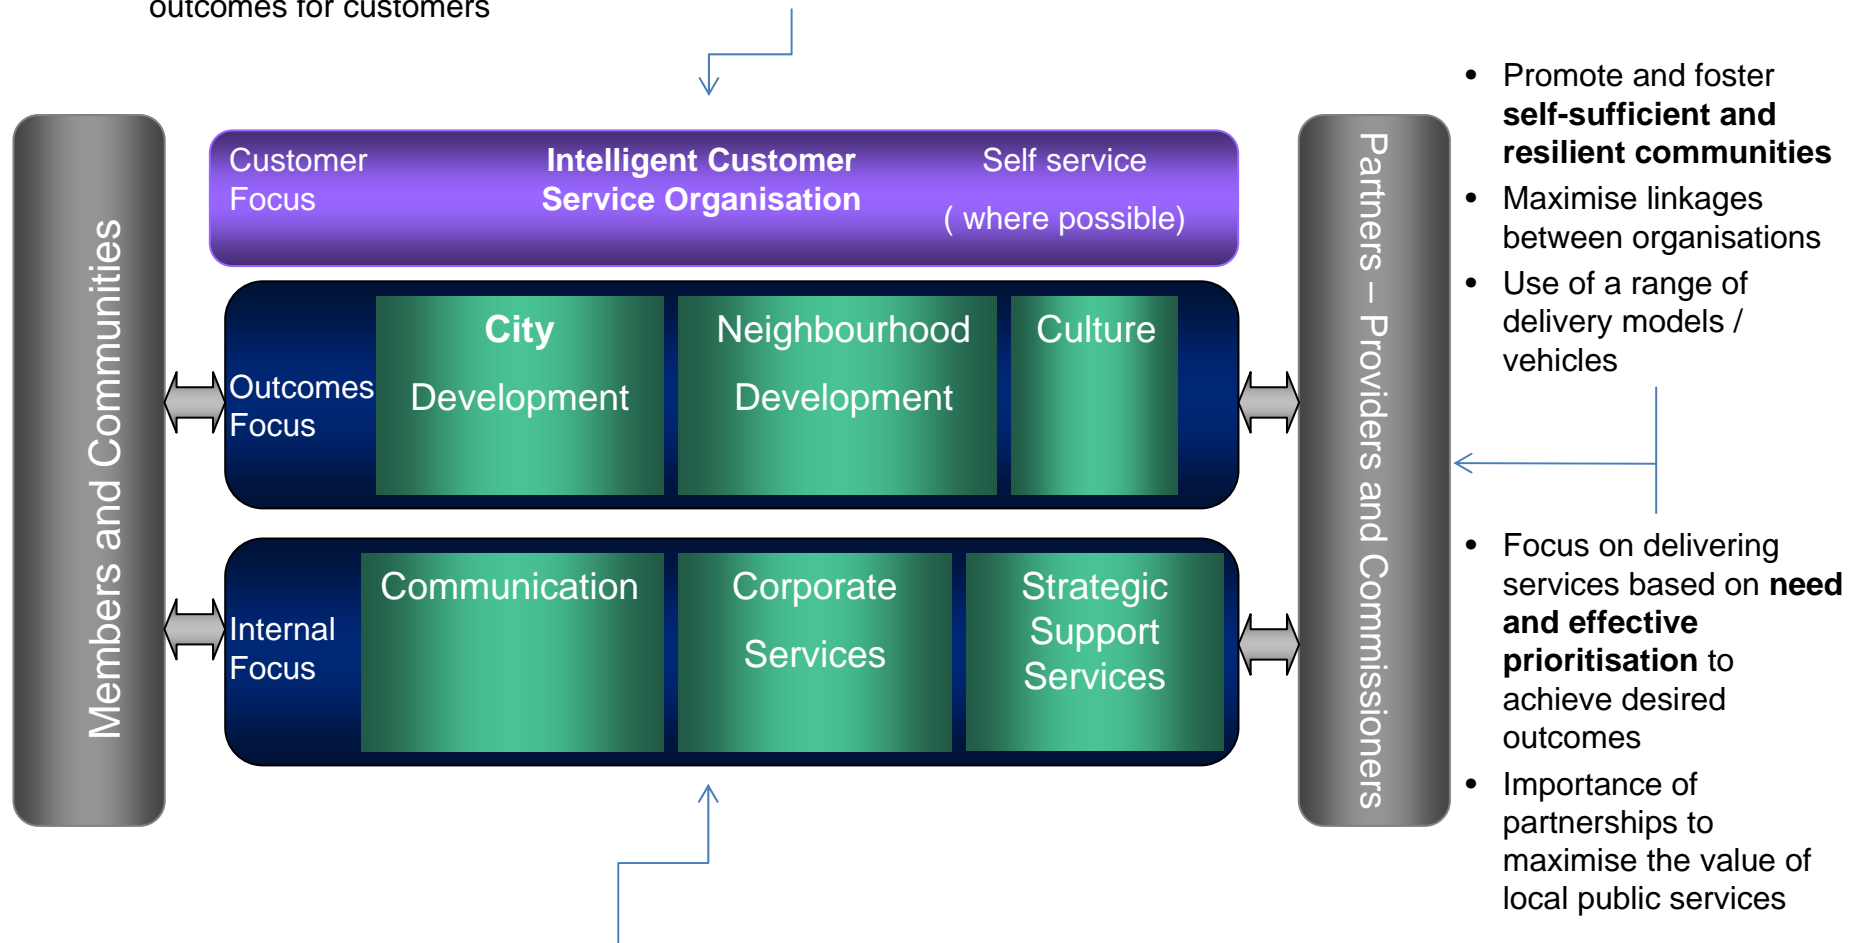 outcomes for customers
Members and Communities
Customer
Focus
Intelligent Customer
Service Organisation
Self service
( where possible)
Outcomes
Focus
City
Development
Neighbourhood
Development
Culture
Internal
Focus
Communication
Corporate
Services
Strategic
Support
Services
Partners – Providers and Commissioners
• Promote and foster
self-sufficient and
resilient communities
• Maximise linkages
between organisations
• Use of a range of
delivery models /
vehicles
• Focus on delivering
services based on need
and effective
prioritisation to
achieve desired
outcomes
• Importance of
partnerships to
maximise the value of
local public services